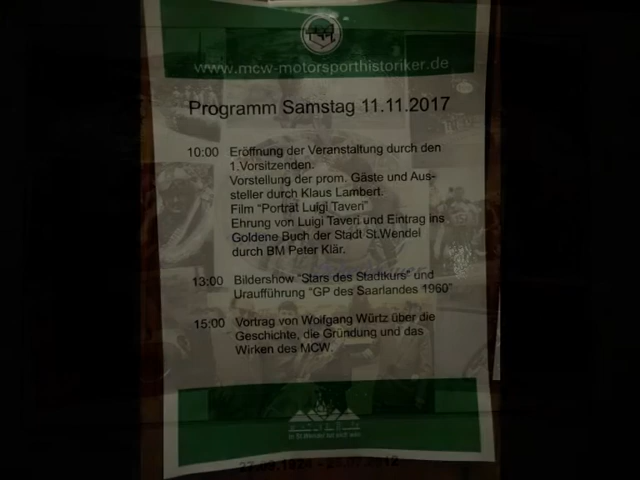 www.mcw-motorsporthistoriker.de
Programm Samstag 11.11.2017
10:00 Eröffnung der Veranstaltung durch den
1.Vorsitzenden.
Vorstellung der prom. Gäste und Aus-
steller durch Klaus Lambert.
Film "Porträt Luigi Taveri"
Ehrung von Luigi Taveri und Eintrag ins
Goldene Buch der Stadt St.Wendel
durch BM Peter Klär.
13:00 Bildershow "Stars des Stadtkurs" und
Uraufführung "GP des Saarlandes 1960"
15:00 Vortrag von Wolfgang Würtz über die
Geschichte, die Gründung und das
Wirken des MCW.